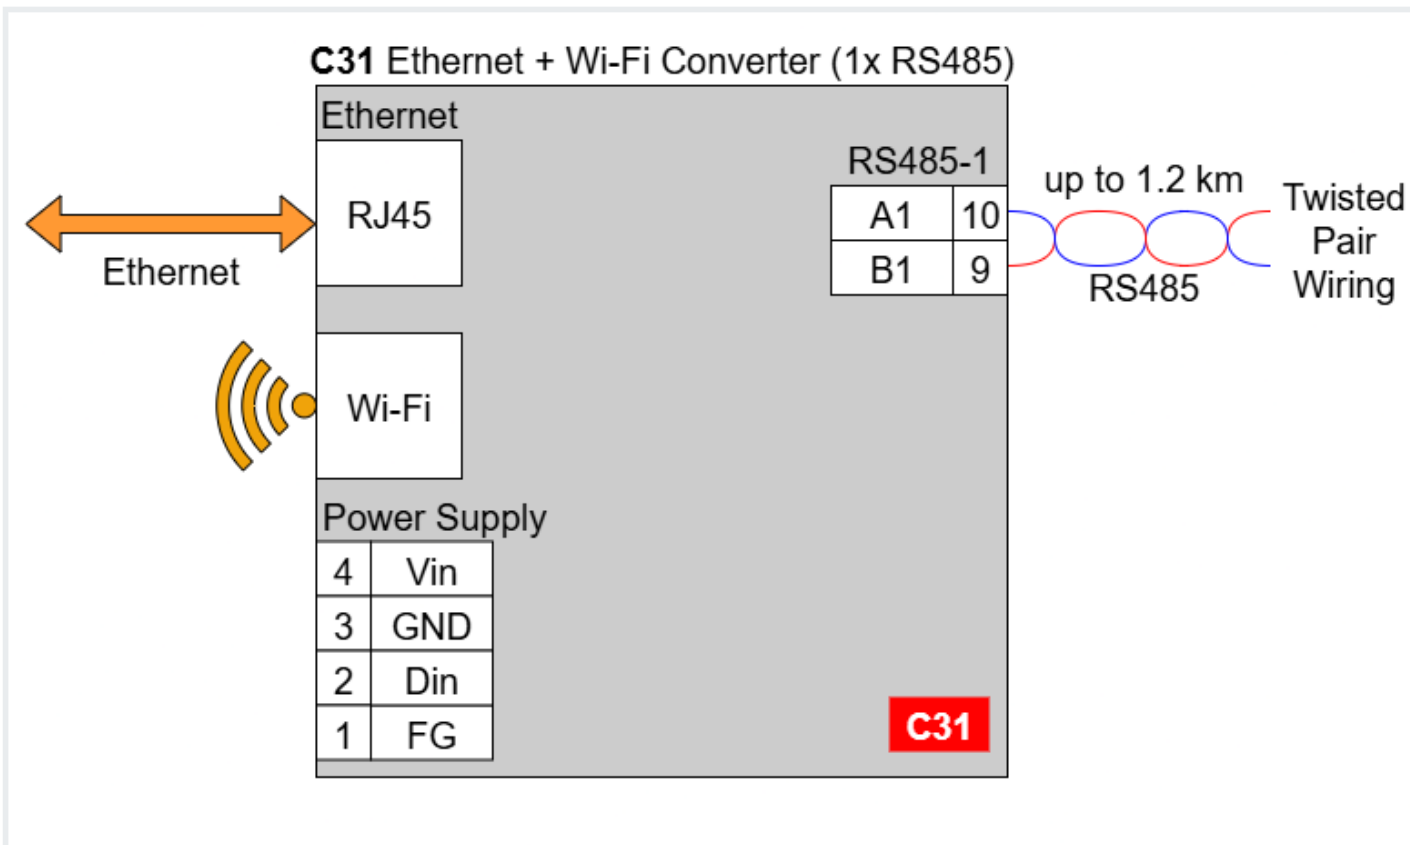 C31 Ethernet + Wi-Fi Converter (1x RS485)
Ethernet
RJ45
Ethernet
Wi-Fi
Power Supply
4 Vin
3 GND
2 Din
1 FG
RS485-1
A1 10
B1 9
up to 1.2 km
RS485
Twisted
Pair
Wiring
C31